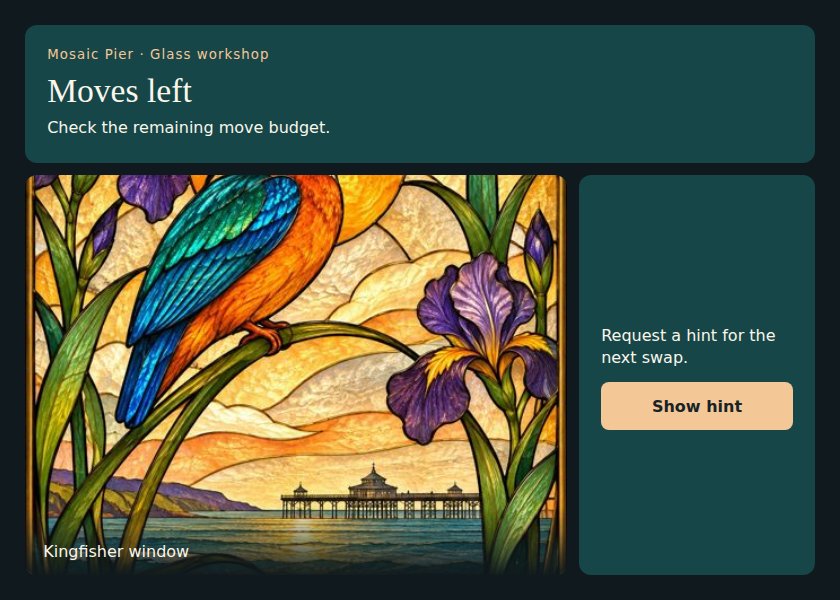 Mosaic Pier · Glass workshop
Moves left
Check the remaining move budget.
Kingfisher window
Request a hint for the
next swap.
Show hint